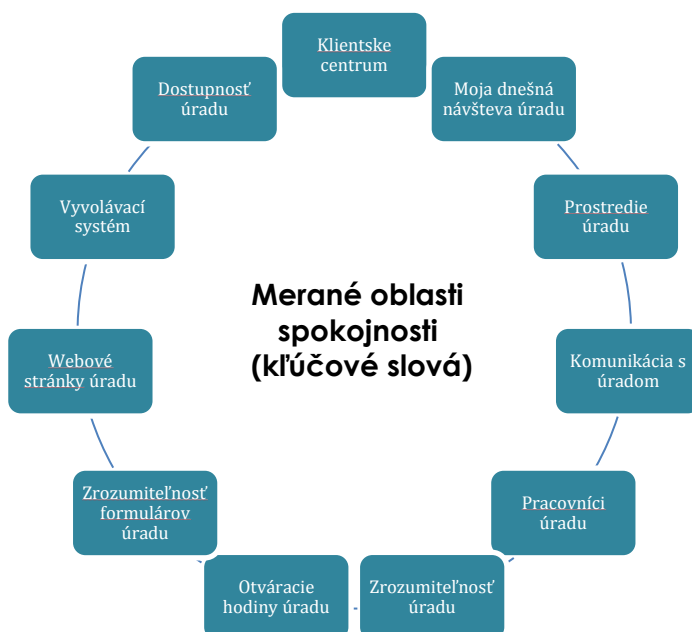 Klientske
centrum
Moja dnešná
návšteva úradu
Prostredie
úradu
Komunikácia s
úradom
Pracovníci
úradu
Zrozumiteľnosť
úradu
Otváracie
hodiny úradu
Zrozumiteľnosť
formulárov
úradu
Webové
stránky úradu
Vyvolávací
systém
Dostupnosť
úradu
Merané oblasti
spokojnosti
(kľúčové slová)